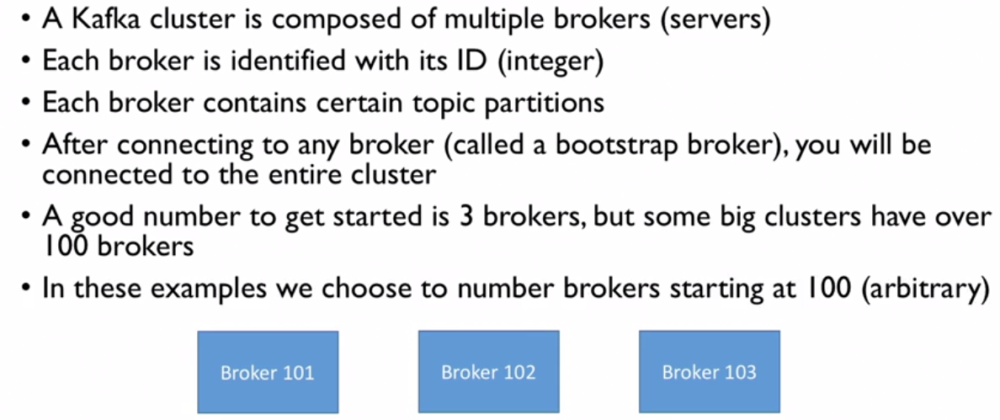 • A Kafka cluster is composed of multiple brokers (servers)
• Each broker is identified with its ID (integer)
• Each broker contains certain topic partitions
• After connecting to any broker (called a bootstrap broker), you will be
connected to the entire cluster
• A good number to get started is 3 brokers, but some big clusters have over
100 brokers
• In these examples we choose to number brokers starting at 100 (arbitrary)
Broker 101
Broker 102
Broker 103